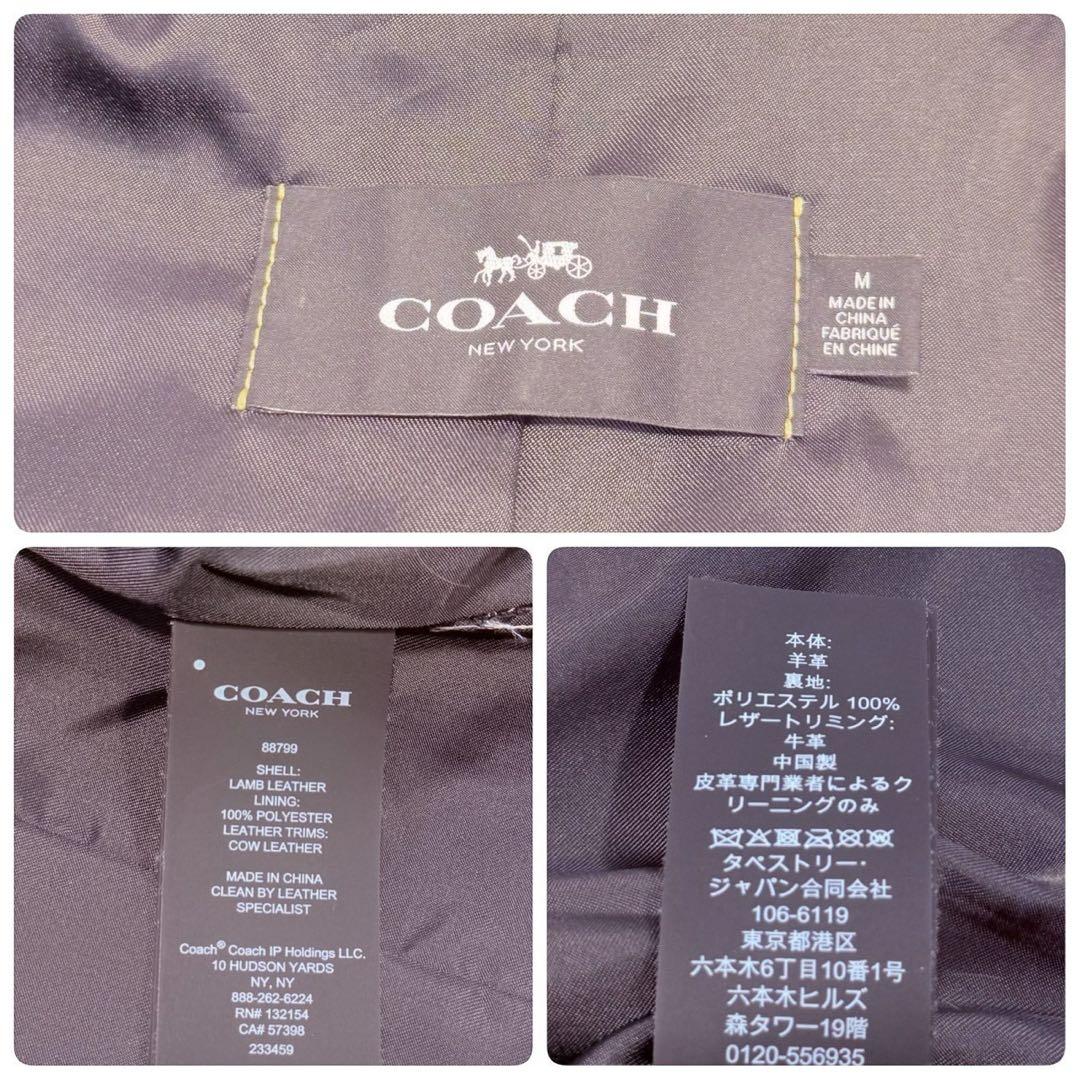 COACH
NEW YORK
M
MADE IN
CHINA
FABRIQUÉ
EN CHINE
COACH
NEW YORK
88799
SHELL:
LAMB LEATHER
LINING:
100% POLYESTER
LEATHER TRIMS:
COW LEATHER
MADE IN CHINA
CLEAN BY LEATHER
SPECIALIST
Coach® Coach IP Holdings LLC.
10 HUDSON YARDS
NY, NY
888-262-6224
RN# 132154
CA# 57398
233459
本体:
羊革
裏地:
ポリエステル 100%
レザートリミング:
牛革
中国製
皮革専門業者によるク
リーニングのみ
タペストリー・
ジャパン合同会社
106-6119
東京都港区
六本木6丁目10番1号
六本木ヒルズ
森タワー19階
0120-556935